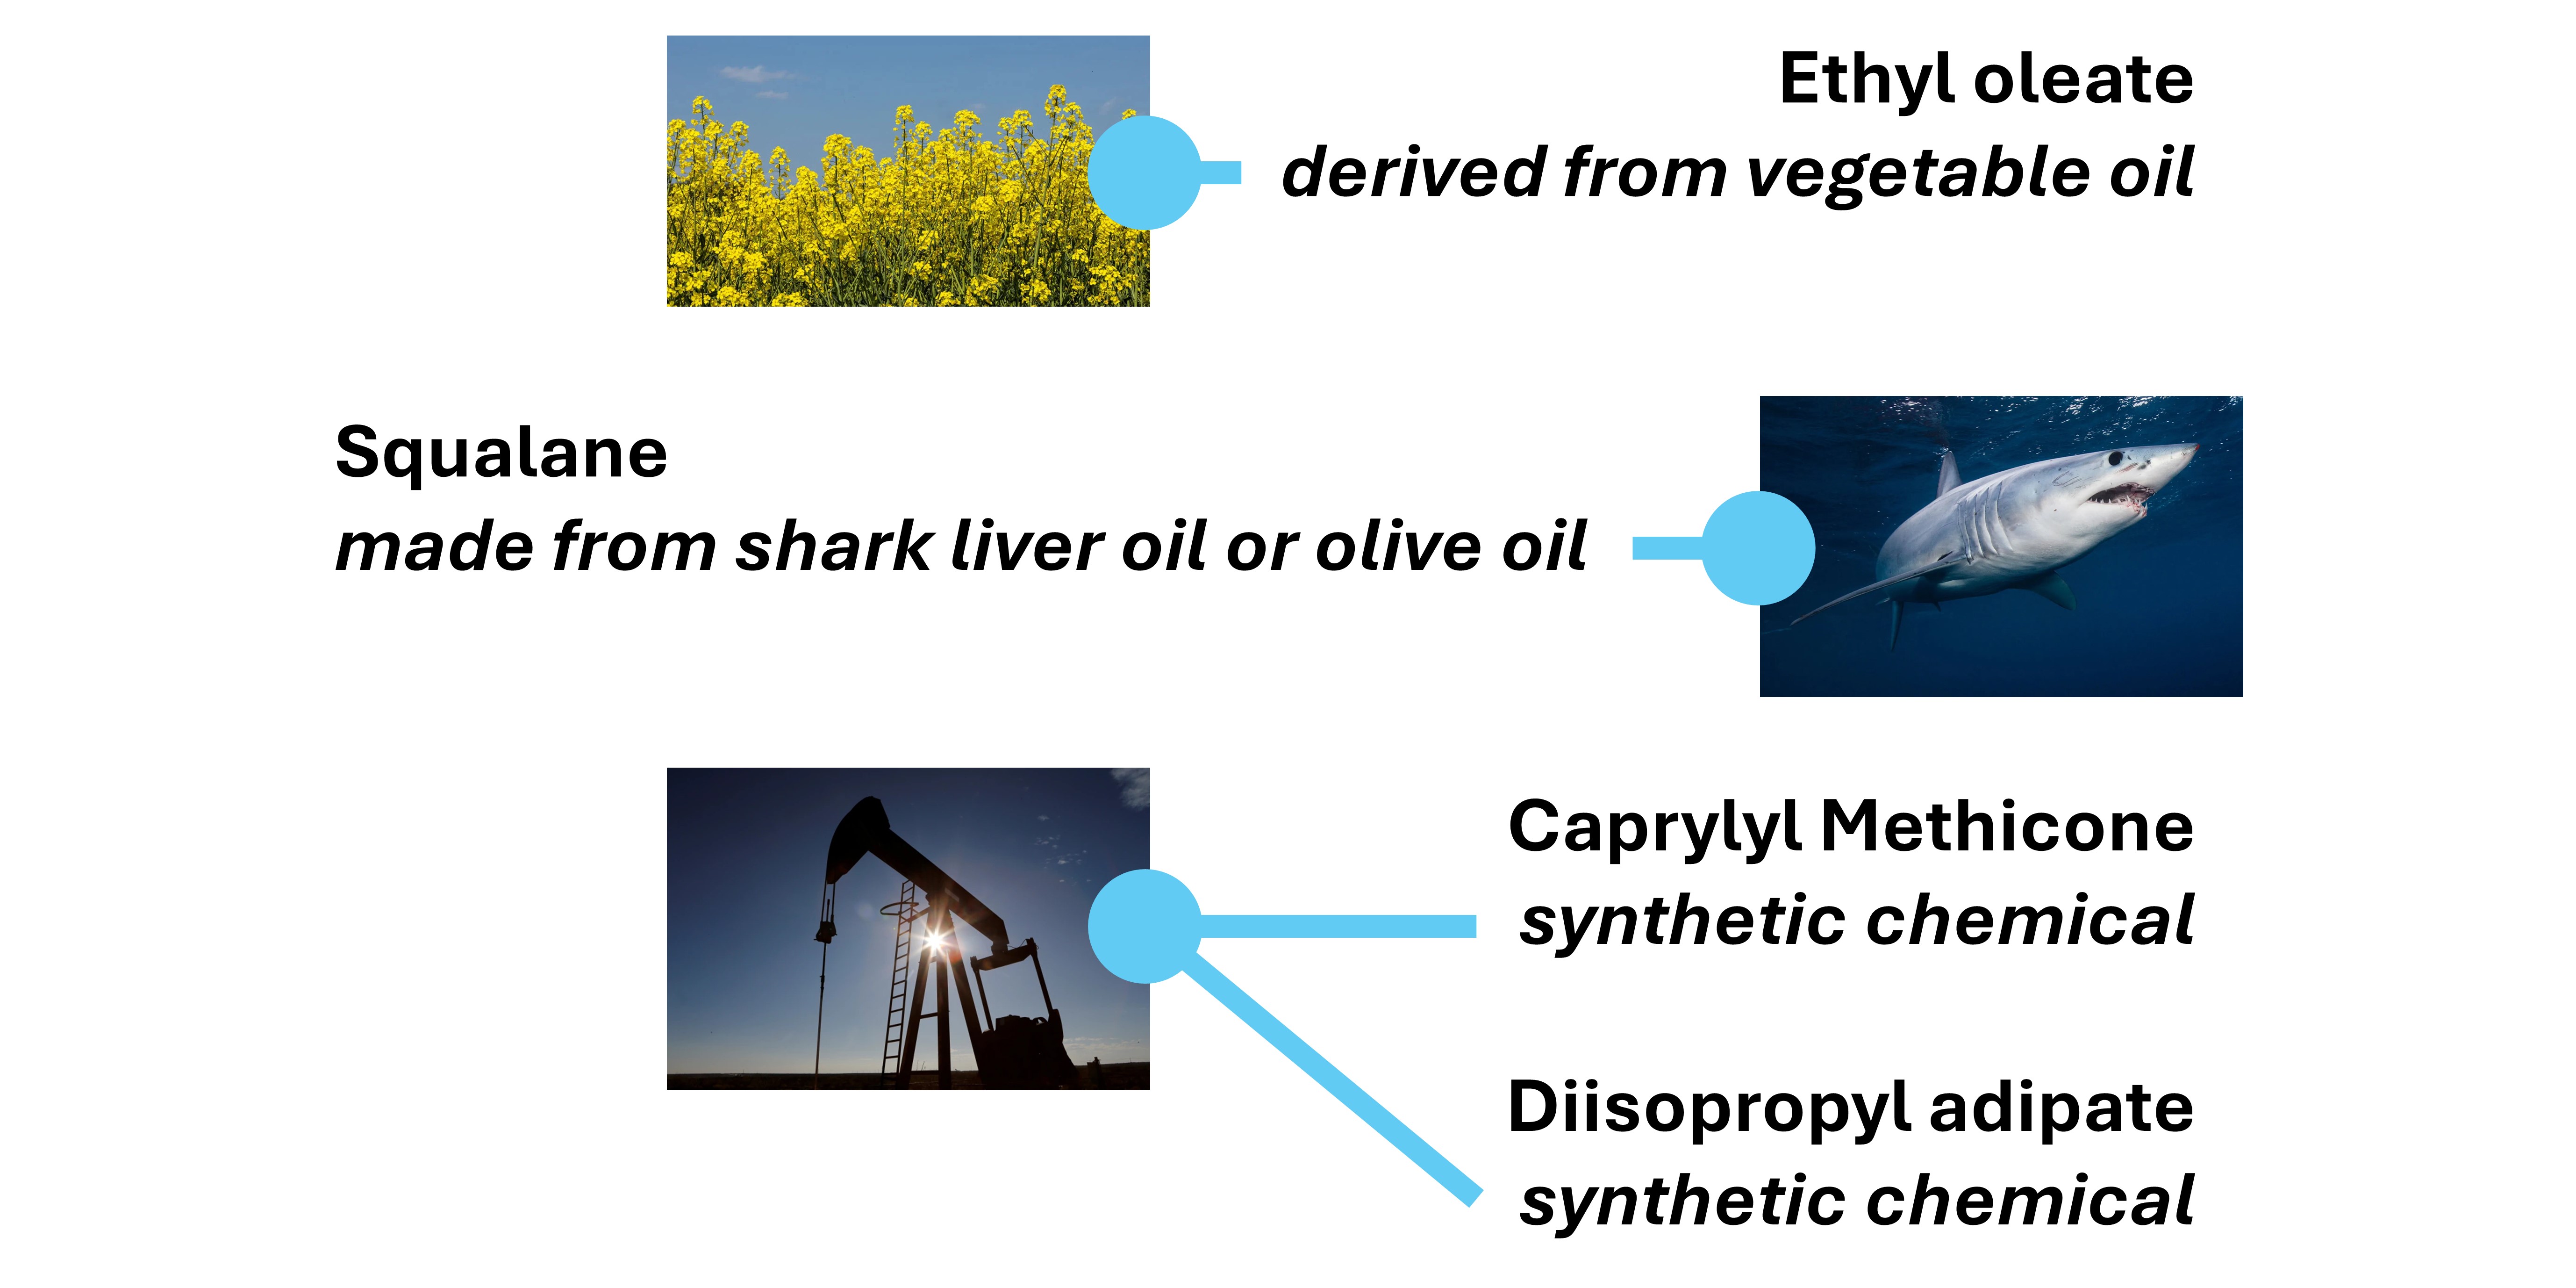 Ethyl oleate
derived from vegetable oil
Squalane
made from shark liver oil or olive oil
Caprylyl Methicone
synthetic chemical
Diisopropyl adipate
synthetic chemical